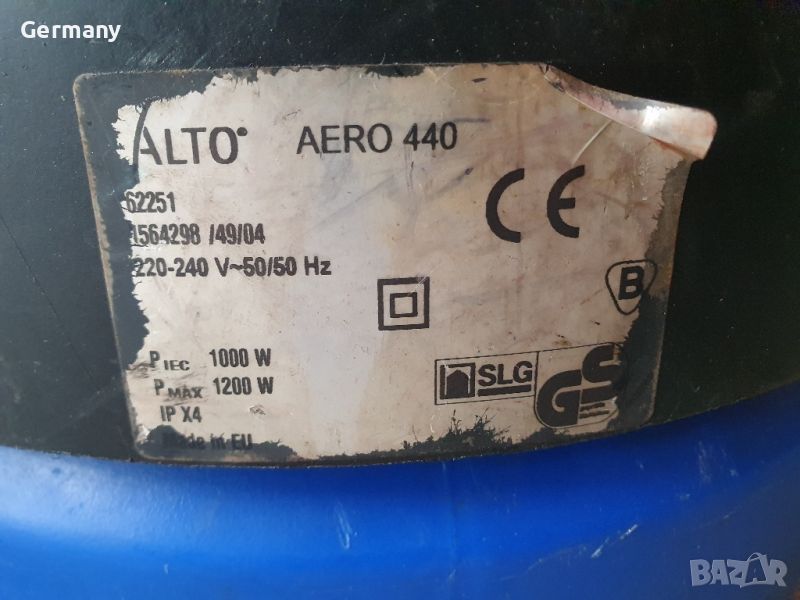 Germany
ALTO AERO 440
62251
1564298 /49/04
220-240 V~50/50 Hz
CE
B
P IEC 1000 W
P MAX 1200 W
IP X4
Made in EU
SLG
GS
BAZAR